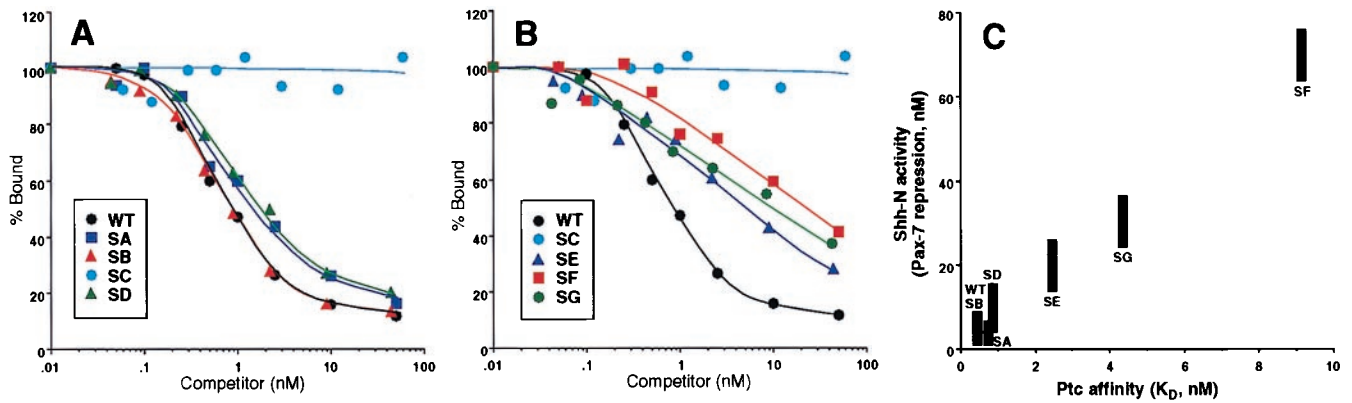 A
120
100
80
60
40
20
0
% Bound
WT
SA
SB
SC
SD
0
.1
1
10
100
Competitor (nM)
B
120
100
80
60
40
20
0
% Bound
WT
SC
SE
SF
SG
0
.1
1
10
100
Competitor (nM)
C
80
60
40
20
0
Shh-N activity
(Pax-7 repression, nM)
SF
SG
SE
SD
WT
SB
SA
0
2
4
6
8
10
Ptc affinity (KD, nM)